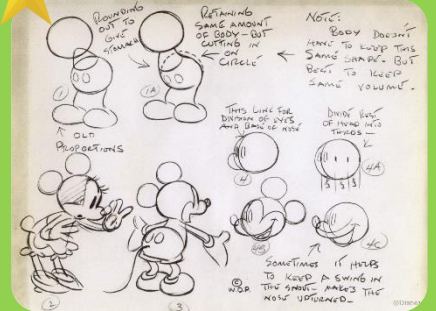 ROUNDING
OUT TO
GIVE
STOMACH
RETAINING
SAME AMOUNT
OF BODY - BUT
CUTTING IN
ON
CIRCLE
NOTE:
BODY DOESN'T
HAVE TO KEEP THIS
SAME SHAPE. BUT
BEST TO KEEP
SAME VOLUME.
1
1A
OLD
PROPORTIONS
THIS LINE FOR
DIVISION OF EYES
AND BASE OF NOSE
DIVIDE
OF HEAD INTO
THIRDS -
4
4A
4B
4C
SOMETIMES IT HELPS
TO KEEP A SWING IN
THE SNOUT - MAKES THE
NOSE UPTURNED -
© W.D.P.
2
3
©Disney